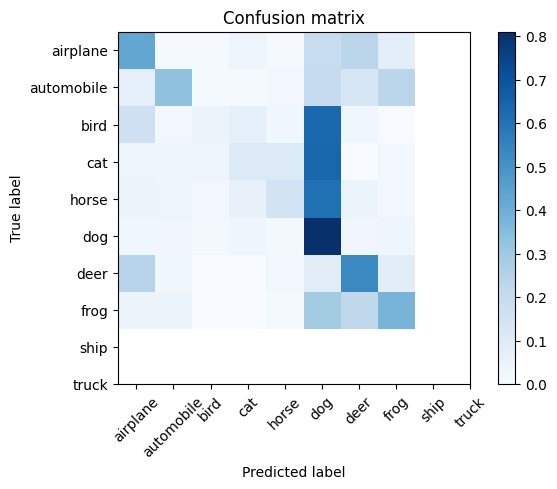 Confusion matrix
True label
airplane
automobile
bird
cat
horse
dog
deer
frog
ship
truck
airplane
automobile
bird
cat
horse
dog
deer
frog
ship
truck
Predicted label
0.8
0.7
0.6
0.5
0.4
0.3
0.2
0.1
0.0